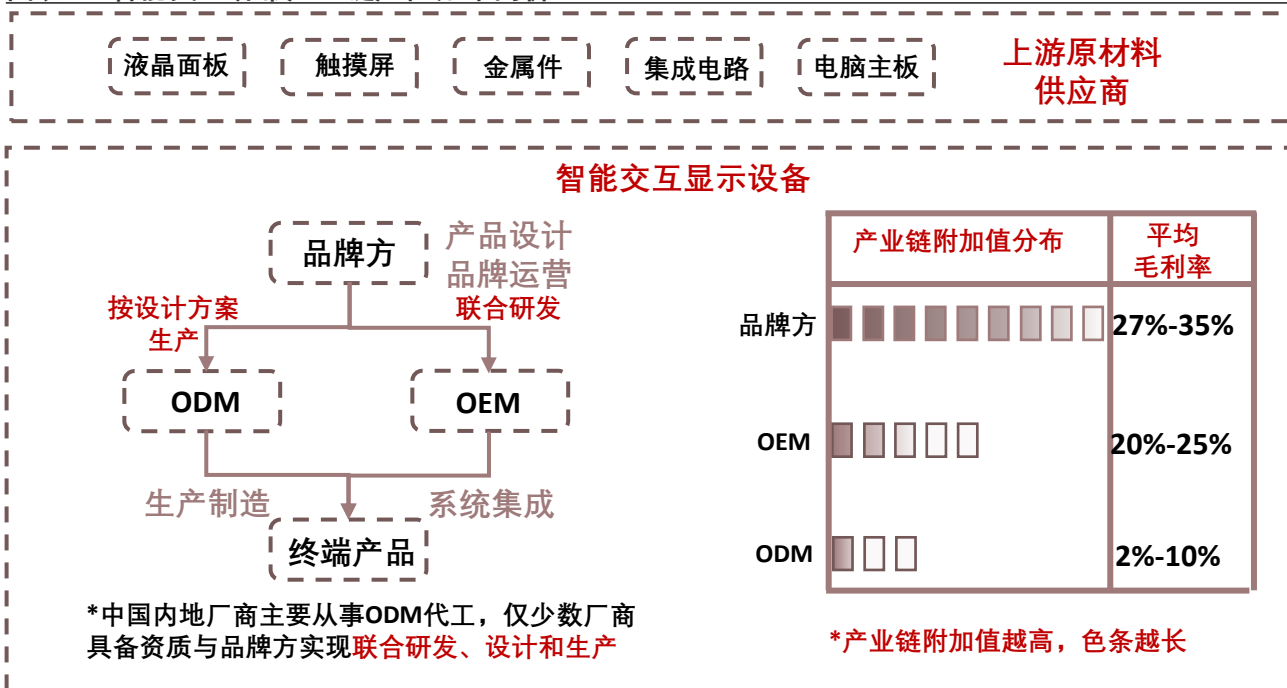 液晶面板
触摸屏
金属件
集成电路
电脑主板
上游原材料
供应商
智能交互显示设备
品牌方
产品设计
品牌运营
按设计方案
生产
联合研发
ODM
OEM
生产制造
系统集成
终端产品
*中国内地厂商主要从事ODM代工，仅少数厂商
具备资质与品牌方实现联合研发、设计和生产
产业链附加值分布
平均
毛利率
品牌方
27%-35%
OEM
20%-25%
ODM
2%-10%
*产业链附加值越高，色条越长